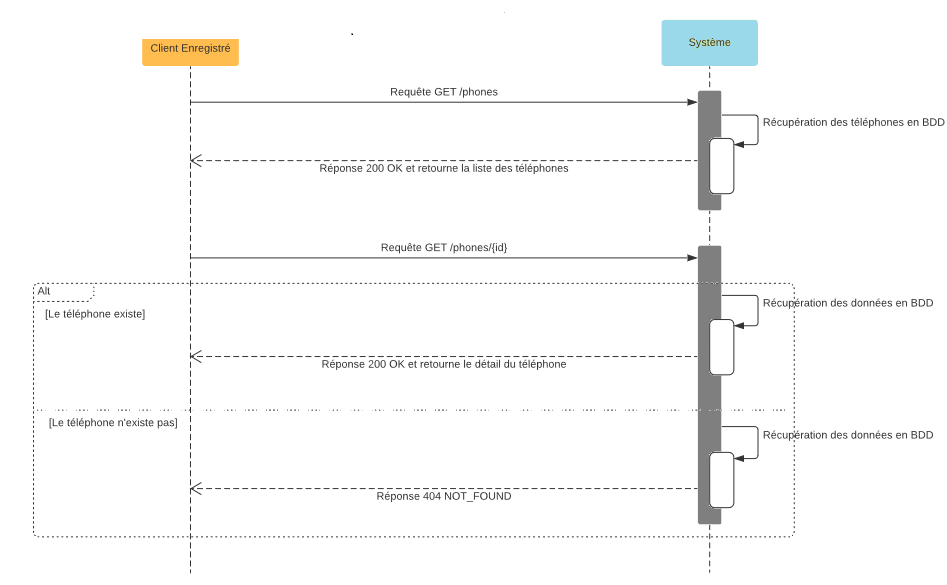 Client Enregistré
Système
Requête GET /phones
Récupération des téléphones en BDD
Réponse 200 OK et retourne la liste des téléphones
Requête GET /phones/{id}
Alt
[Le téléphone existe]
Récupération des données en BDD
Réponse 200 OK et retourne le détail du téléphone
[Le téléphone n'existe pas]
Récupération des données en BDD
Réponse 404 NOT_FOUND